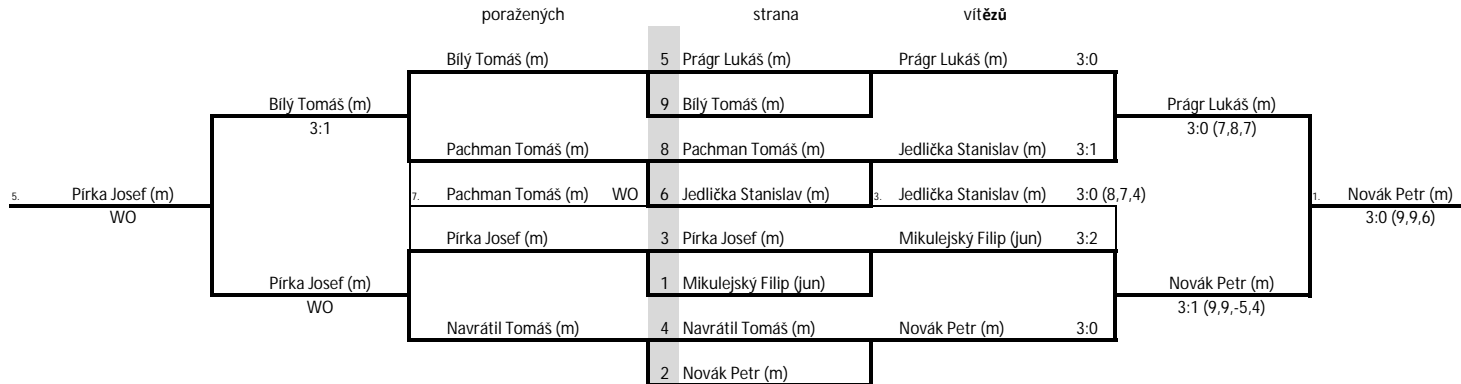 poražených strana vítězů
Bílý Tomáš (m) 5 Prágr Lukáš (m) Prágr Lukáš (m) 3:0
Bílý Tomáš (m) 9 Bílý Tomáš (m) Prágr Lukáš (m)
3:1 3:0 (7,8,7)
Pachman Tomáš (m) 8 Pachman Tomáš (m) Jedlička Stanislav (m) 3:1
5. Pírka Josef (m) 7. Pachman Tomáš (m) WO 6 Jedlička Stanislav (m) 3. Jedlička Stanislav (m) 3:0 (8,7,4) 1. Novák Petr (m)
WO 3:0 (9,9,6)
Pírka Josef (m) 3 Pírka Josef (m) Mikulejský Filip (jun) 3:2
Pírka Josef (m) 1 Mikulejský Filip (jun) Novák Petr (m)
WO 3:1 (9,9,-5,4)
Navrátil Tomáš (m) 4 Navrátil Tomáš (m) Novák Petr (m) 3:0
2 Novák Petr (m)